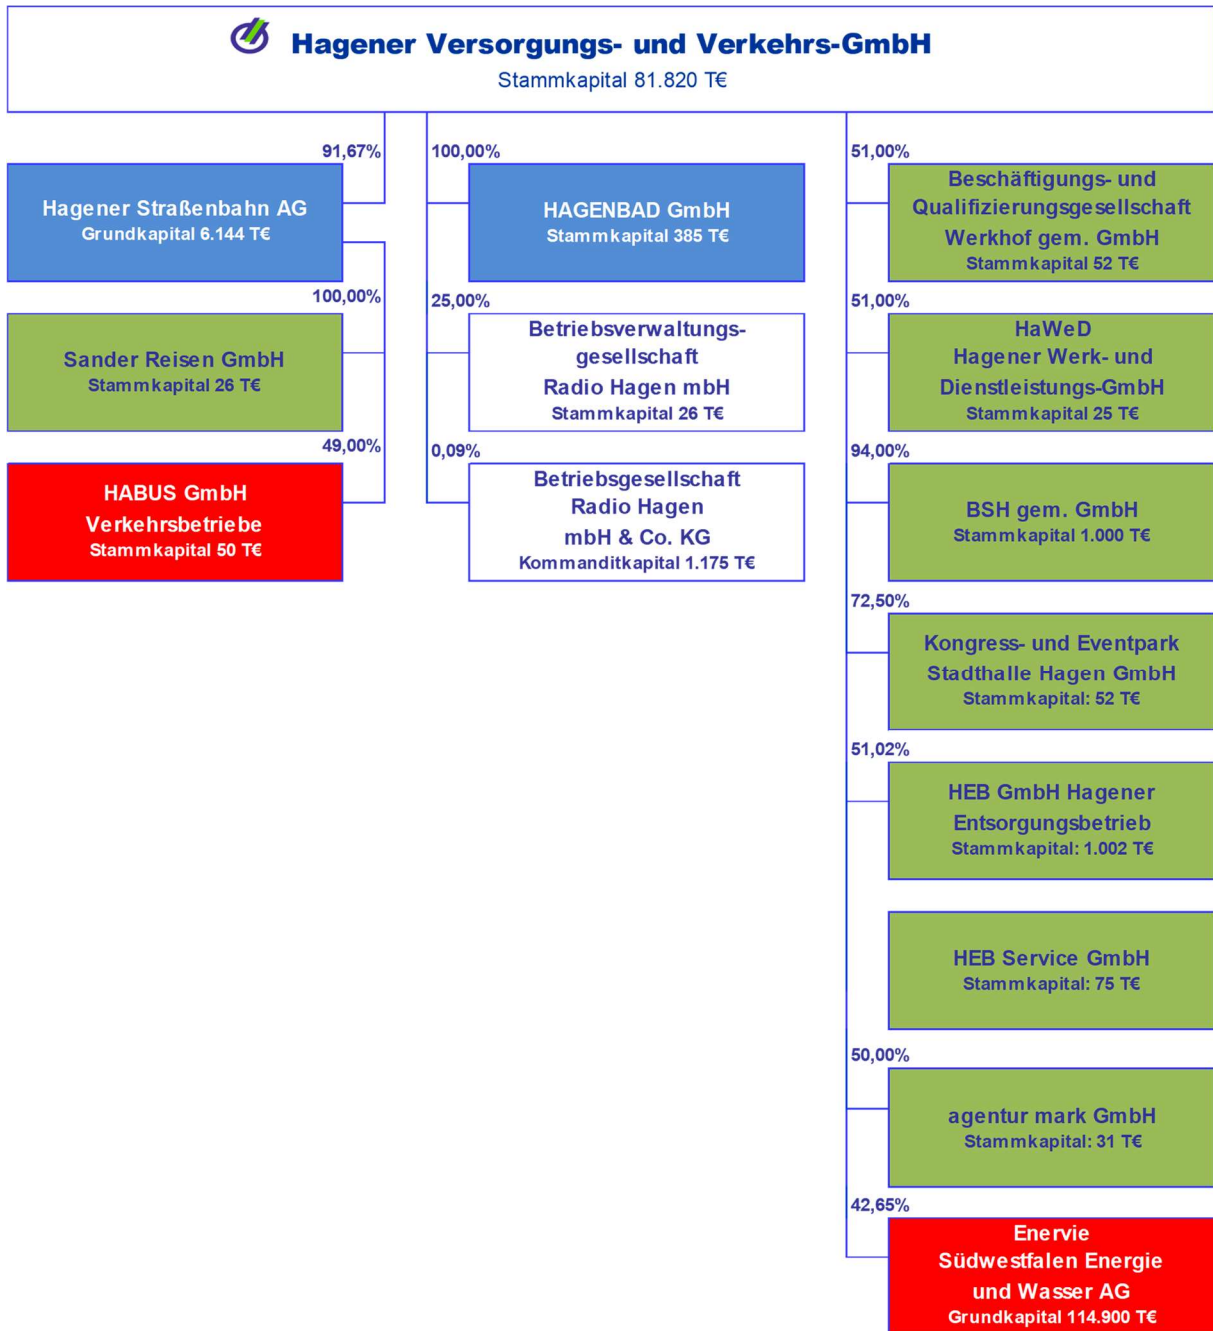 Hagener Versorgungs- und Verkehrs-GmbH
Stammkapital 81.820 T€
91,67%
Hagener Straßenbahn AG
Grundkapital 6.144 T€
100,00%
Sander Reisen GmbH
Stammkapital 26 T€
49,00%
HABUS GmbH
Verkehrsbetriebe
Stammkapital 50 T€
100,00%
HAGENBAD GmbH
Stammkapital 385 T€
25,00%
Betriebsverwaltungs-
gesellschaft
Radio Hagen mbH
Stammkapital 26 T€
0,09%
Betriebsgesellschaft
Radio Hagen
mbH & Co. KG
Kommanditkapital 1.175 T€
51,00%
Beschäftigungs- und
Qualifizierungsgesellschaft
Werkhof gem. GmbH
Stammkapital 52 T€
51,00%
HaWeD
Hagener Werk- und
Dienstleistungs-GmbH
Stammkapital 25 T€
94,00%
BSH gem. GmbH
Stammkapital 1.000 T€
72,50%
Kongress- und Eventpark
Stadthalle Hagen GmbH
Stammkapital: 52 T€
51,02%
HEB GmbH Hagener
Entsorgungsbetrieb
Stammkapital: 1.002 T€
HEB Service GmbH
Stammkapital: 75 T€
50,00%
agentur mark GmbH
Stammkapital: 31 T€
42,65%
Enervie
Südwestfalen Energie
und Wasser AG
Grundkapital 114.900 T€